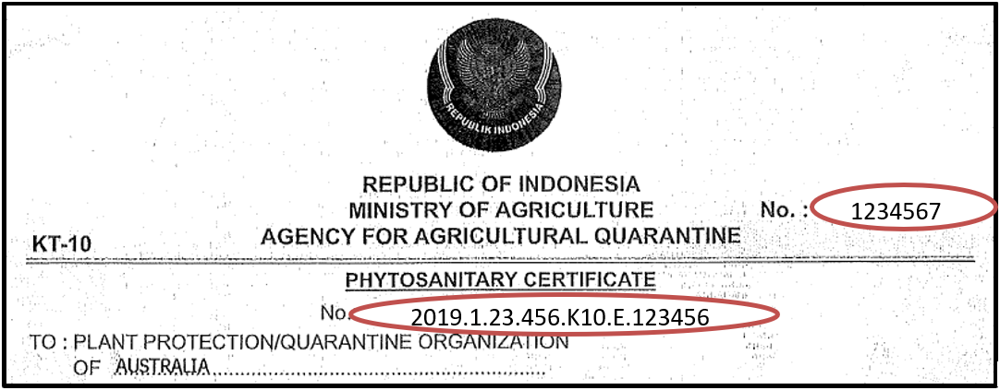 REPUBLIK INDONESIA
REPUBLIC OF INDONESIA
MINISTRY OF AGRICULTURE No. : 1234567
AGENCY FOR AGRICULTURAL QUARANTINE
KT-10
PHYTOSANITARY CERTIFICATE
No. 2019.1.23.456.K10.E.123456
TO : PLANT PROTECTION/QUARANTINE ORGANIZATION
OF AUSTRALIA